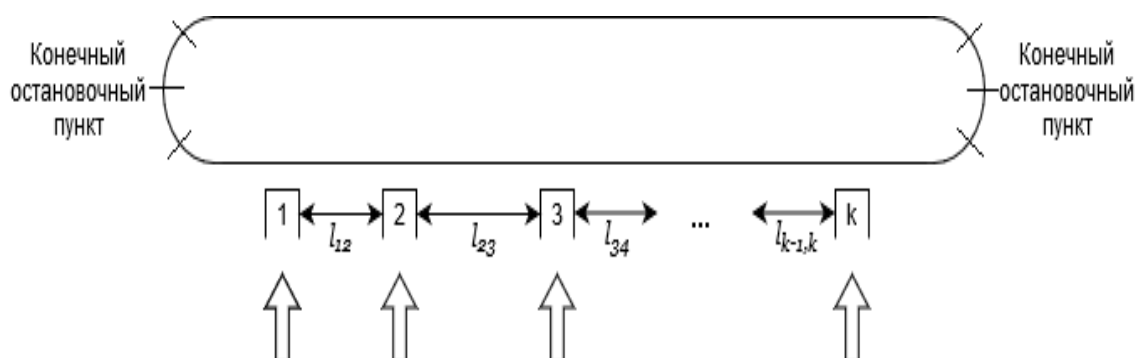 Конечный
остановочный
пункт
Конечный
остановочный
пункт
1 2 3 ... k
l₁₂ l₂₃ l₃₄ lₖ₋₁,ₖ